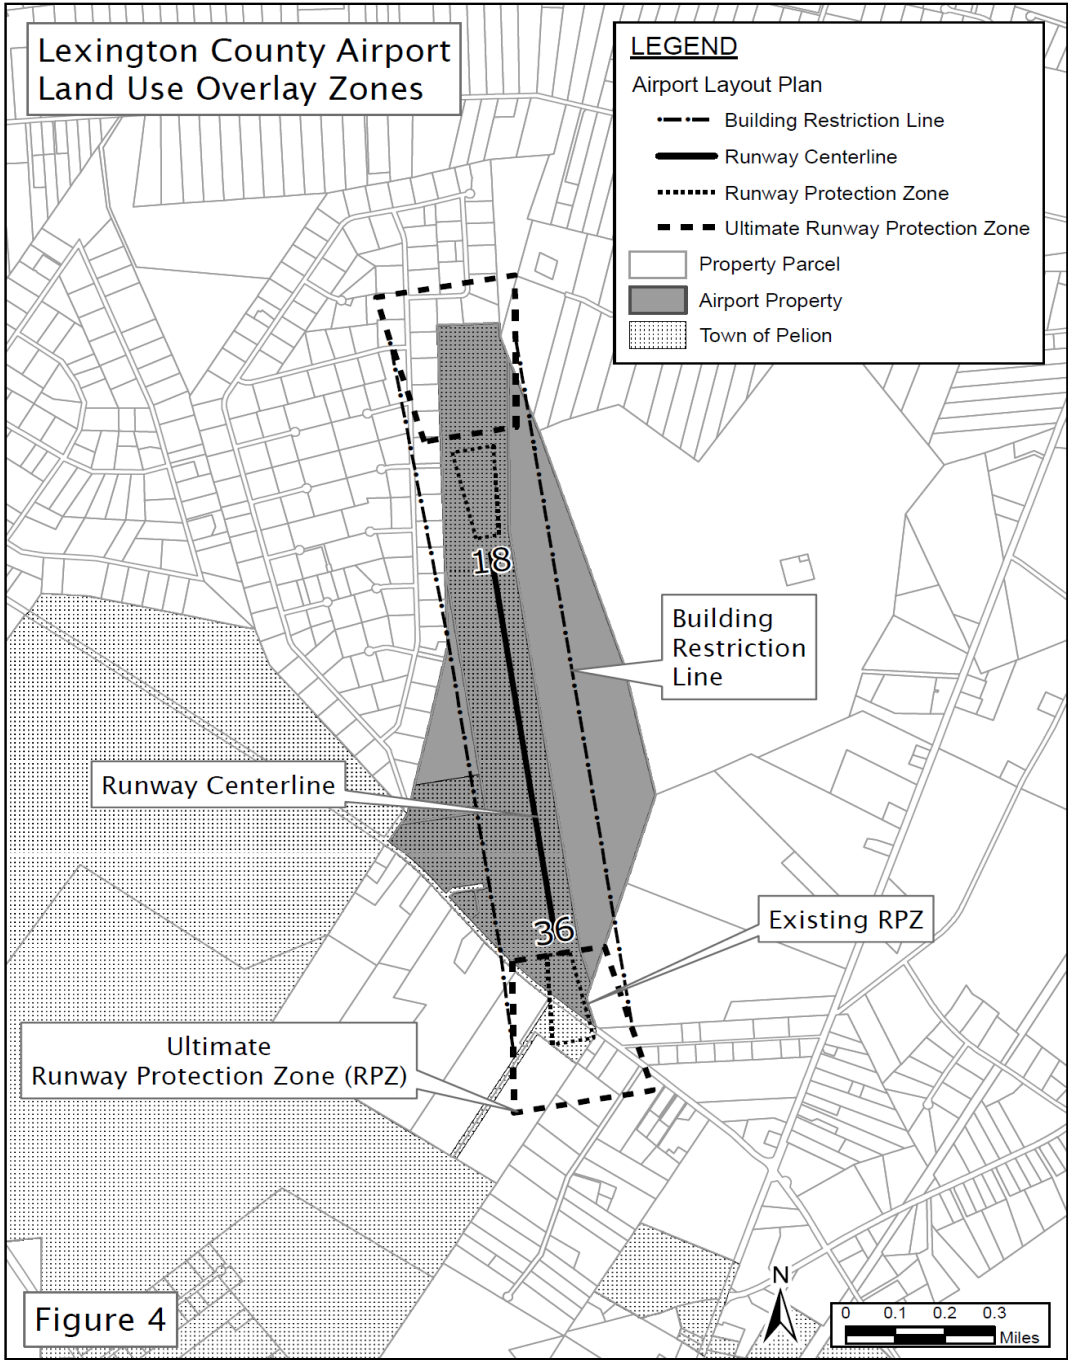 Lexington County Airport
Land Use Overlay Zones
LEGEND
Airport Layout Plan
Building Restriction Line
Runway Centerline
Runway Protection Zone
Ultimate Runway Protection Zone
Property Parcel
Airport Property
Town of Pelion
18
Building
Restriction
Line
Runway Centerline
36
Existing RPZ
Ultimate
Runway Protection Zone (RPZ)
N
Figure 4
0 0.1 0.2 0.3
Miles